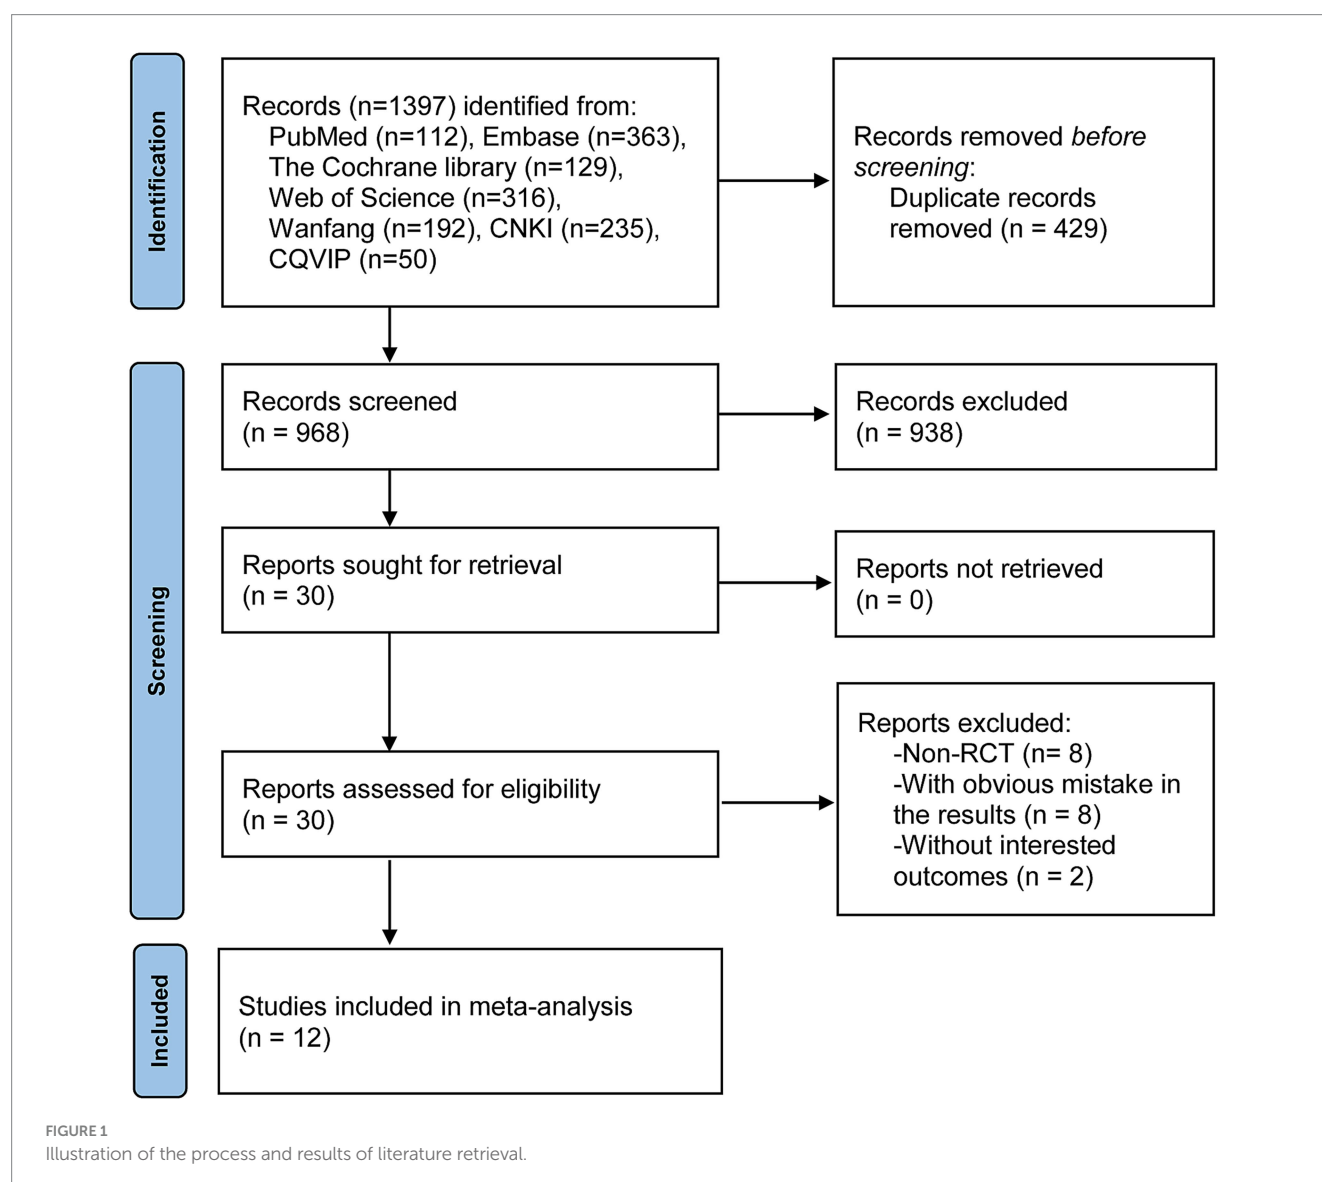 Identification
Records (n=1397) identified from:
PubMed (n=112), Embase (n=363),
The Cochrane library (n=129),
Web of Science (n=316),
Wanfang (n=192), CNKI (n=235),
CQVIP (n=50)
Records removed before
screening:
Duplicate records
removed (n = 429)
Screening
Records screened
(n = 968)
Records excluded
(n = 938)
Reports sought for retrieval
(n = 30)
Reports not retrieved
(n = 0)
Reports assessed for eligibility
(n = 30)
Reports excluded:
-Non-RCT (n= 8)
-With obvious mistake in
the results (n = 8)
-Without interested
outcomes (n = 2)
Included
Studies included in meta-analysis
(n = 12)
FIGURE 1
Illustration of the process and results of literature retrieval.